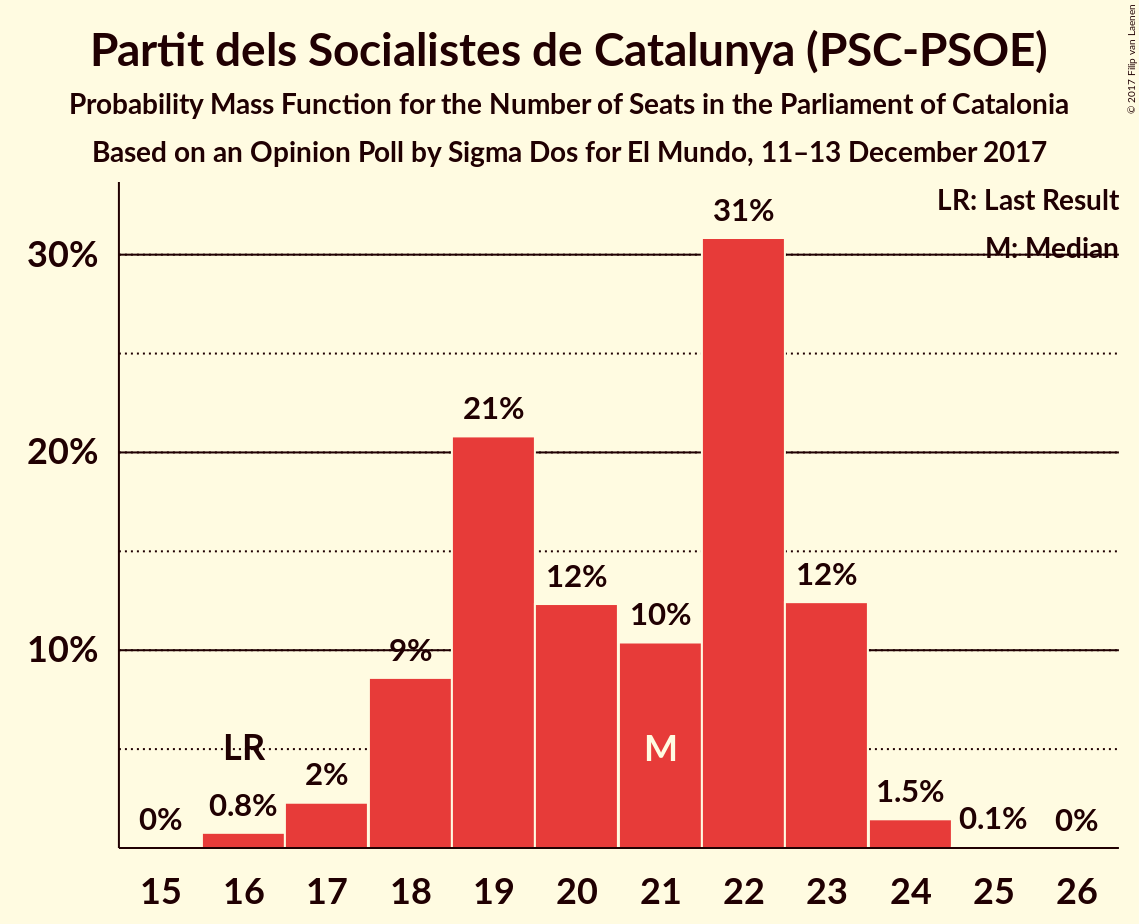 Partit dels Socialistes de Catalunya (PSC-PSOE)
Probability Mass Function for the Number of Seats in the Parliament of Catalonia
Based on an Opinion Poll by Sigma Dos for El Mundo, 11–13 December 2017
© 2017 Filip van Laenen
LR: Last Result
M: Median
31%
30%
21%
20%
12%
12%
10%
10%
9%
LR
M
2%
0.8%
1.5%
0%
0.1%
0%
15 16 17 18 19 20 21 22 23 24 25 26